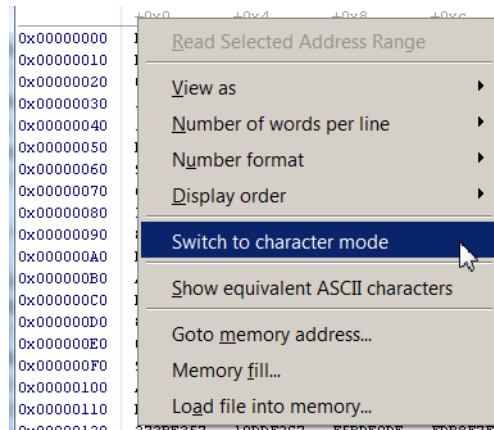 +0x0 +0x4 +0x8 +0xc
0x00000000
Read Selected Address Range
0x00000010
0x00000020
View as
0x00000030
0x00000040
Number of words per line
0x00000050
Number format
0x00000060
0x00000070
Display order
0x00000080
0x00000090
Switch to character mode
0x000000A0
0x000000B0
Show equivalent ASCII characters
0x000000C0
0x000000D0
Goto memory address...
0x000000E0
0x000000F0
Memory fill...
0x00000100
0x00000110
Load file into memory...